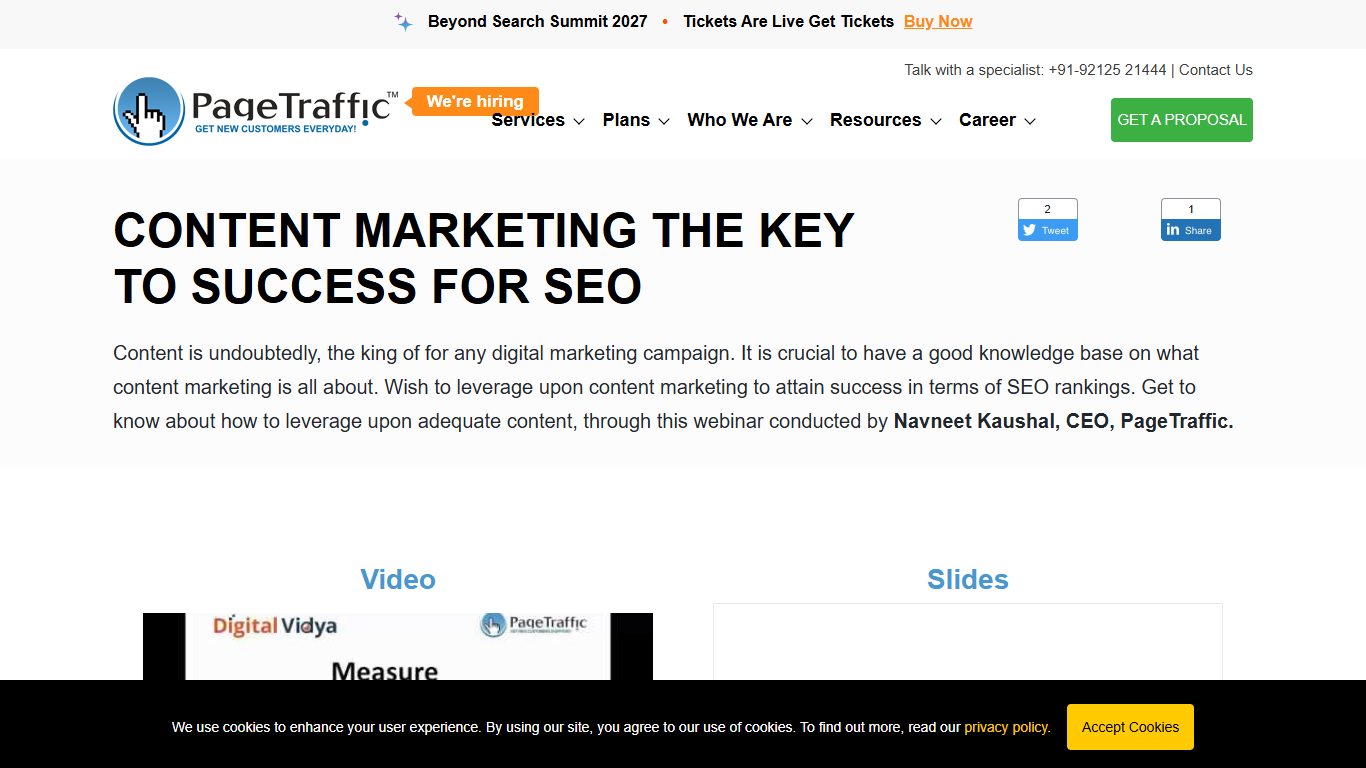 Beyond Search Summit 2027 • Tickets Are Live Get Tickets Buy Now
Talk with a specialist: +91-92125 21444 | Contact Us
PageTraffic™
GET NEW CUSTOMERS EVERYDAY!
We're hiring
Services Plans Who We Are Resources Career
GET A PROPOSAL
CONTENT MARKETING THE KEY
TO SUCCESS FOR SEO
2
Tweet
1
Share
Content is undoubtedly, the king of for any digital marketing campaign. It is crucial to have a good knowledge base on what
content marketing is all about. Wish to leverage upon content marketing to attain success in terms of SEO rankings. Get to
know about how to leverage upon adequate content, through this webinar conducted by Navneet Kaushal, CEO, PageTraffic.
Video
Slides
Digital Vidya
PageTraffic
Measure
We use cookies to enhance your user experience. By using our site, you agree to our use of cookies. To find out more, read our privacy policy.
Accept Cookies